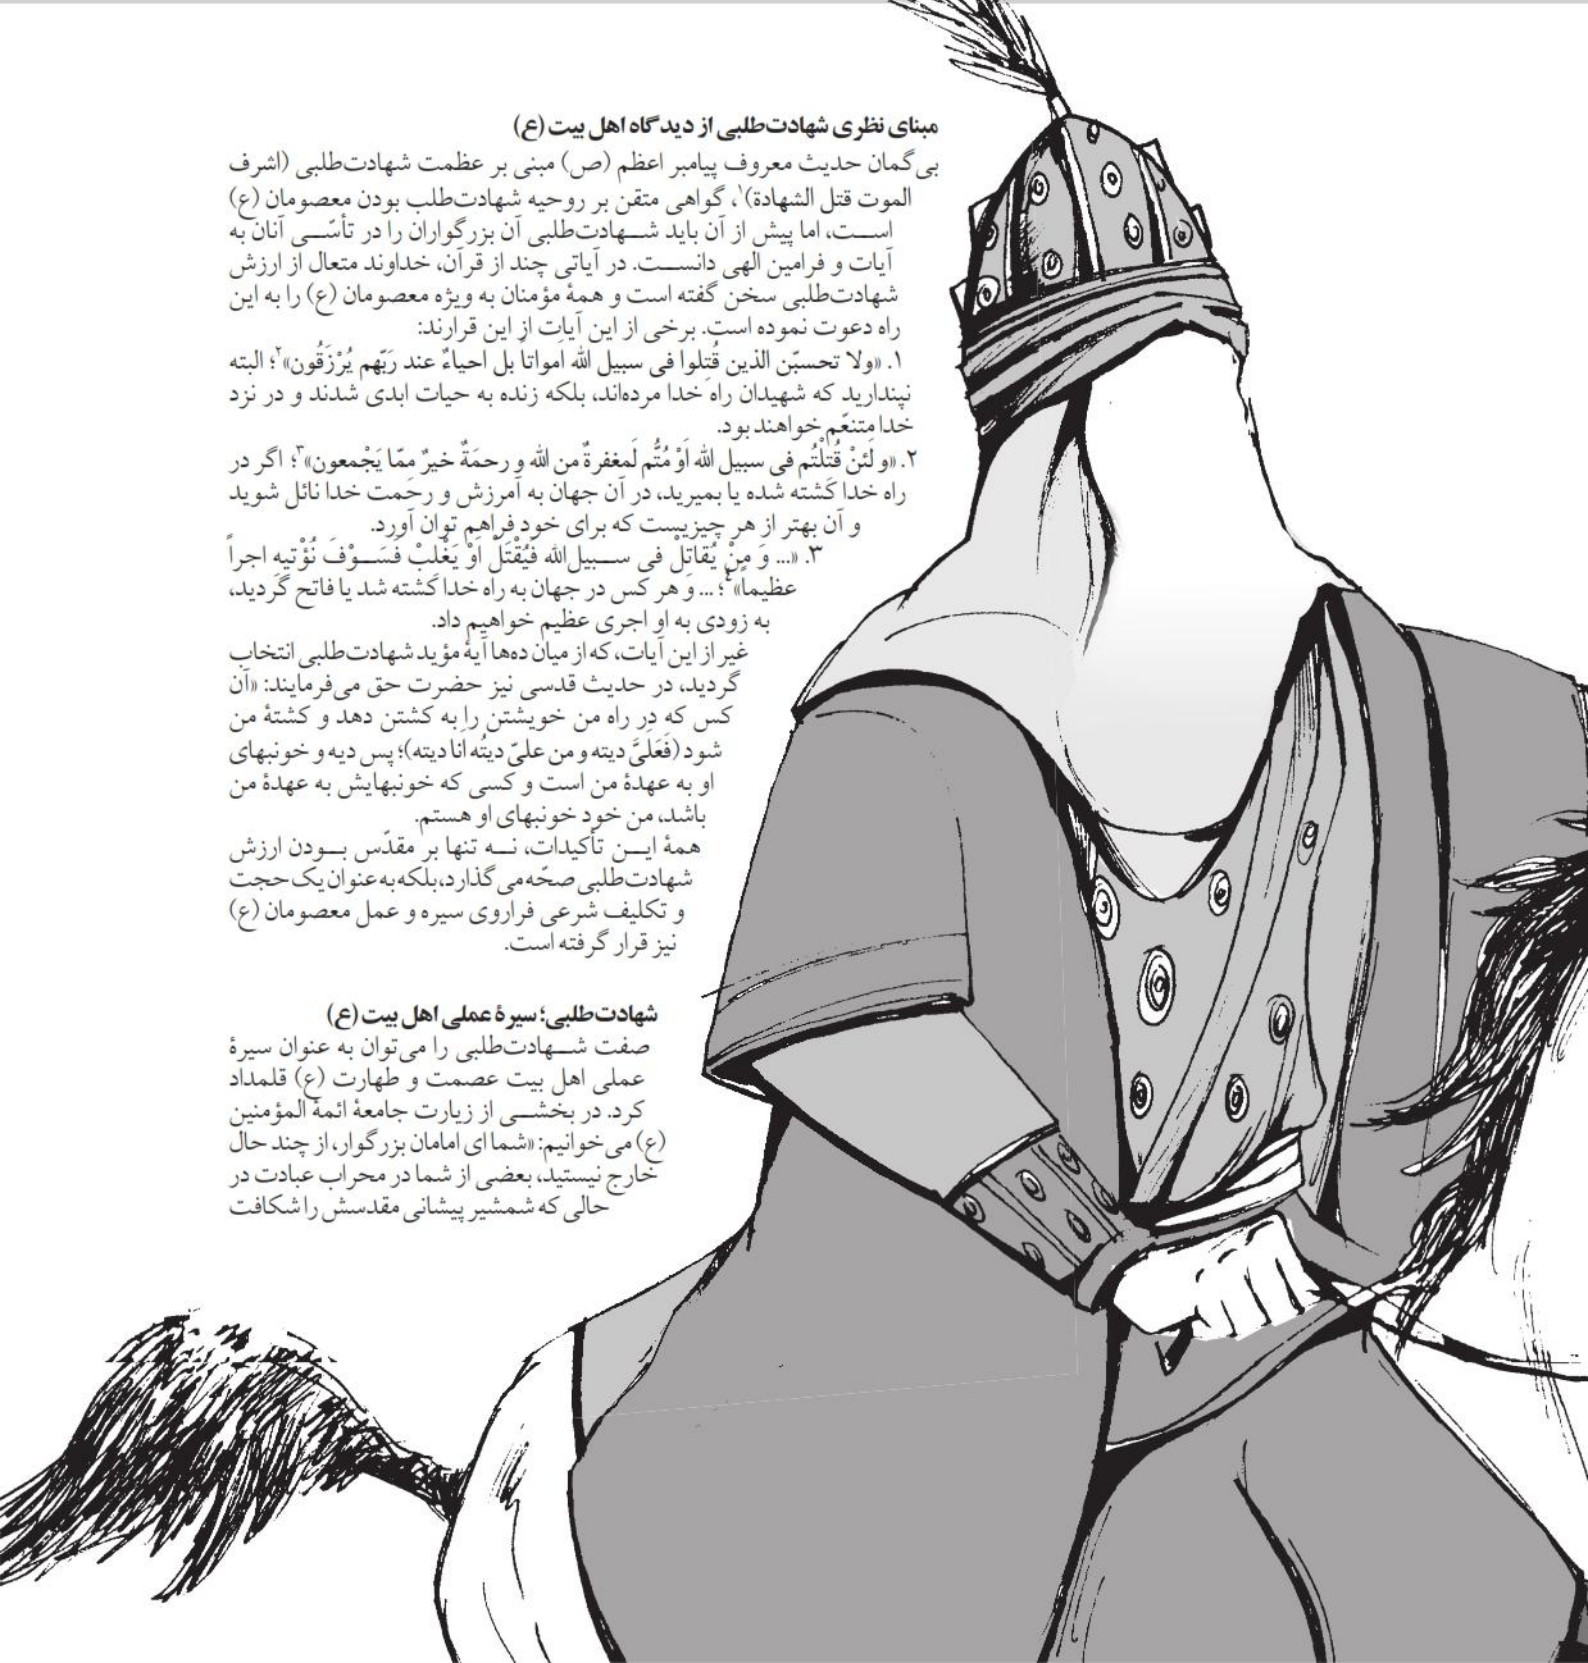 مبنای نظری شهادت‌طلبی از دیدگاه اهل بیت (ع)
بی‌گمان حدیث معروف پیامبر اعظم (ص) مبنی بر عظمت شهادت‌طلبی (اشرف
الموت قتل الشهادة)۱، گواهی متقن بر روحیه شهادت‌طلب بودن معصومان (ع)
است، اما پیش از آن باید شهادت‌طلبی آن بزرگواران را در تأسّی آنان به
آیات و فرامین الهی دانست. در آیاتی چند از قرآن، خداوند متعال از ارزش
شهادت‌طلبی سخن گفته است و همهٔ مؤمنان به ویژه معصومان (ع) را به این
راه دعوت نموده است. برخی از این آیات از این قرارند:
۱. «ولا تحسبّن الذین قُتِلوا فی سبیل الله امواتاً بل احیاءٌ عند رَبّهم یُرْزَقُون»۲؛ البته
نپندارید که شهیدان راه خدا مرده‌اند، بلکه زنده به حیات ابدی شدند و در نزد
خدا متنعّم خواهند بود.
۲. «و لَئنْ قُتلْتُم فی سبیل الله اَوْ مُتُّم لَمغفرةٌ من الله و رحمَةٌ خیرٌ ممّا یَجْمعون»۳؛ اگر در
راه خدا کشته شده یا بمیرید، در آن جهان به آمرزش و رحمت خدا نائل شوید
و آن بهتر از هر چیزیست که برای خود فراهم توان آورد.
۳. «... وَ مَنْ یُقاتِلْ فی سبیل‌الله فَیُقْتَلْ اَوْ یَغْلِبْ فَسَوْفَ نُؤْتیهِ اجراً
عظیماً»۴؛ ... و هر کس در جهان به راه خدا کشته شد یا فاتح گردید،
به زودی به او اجری عظیم خواهیم داد.
غیر از این آیات، که از میان ده‌ها آیهٔ مؤید شهادت‌طلبی انتخاب
گردید، در حدیث قدسی نیز حضرت حق می‌فرمایند: «آن
کس که در راه من خویشتن را به کشتن دهد و کشتهٔ من
شود (فَعَلیَّ دیته و من علیّ دیتُه انا دیته)؛ پس دیه و خونبهای
او به عهدهٔ من است و کسی که خونبهایش به عهدهٔ من
باشد، من خود خونبهای او هستم.
همهٔ این تأکیدات، نه تنها بر مقدّس بودن ارزش
شهادت‌طلبی صحّه می‌گذارد، بلکه به عنوان یک حجت
و تکلیف شرعی فراروی سیره و عمل معصومان (ع)
نیز قرار گرفته است.
شهادت‌طلبی؛ سیرهٔ عملی اهل بیت (ع)
صفت شهادت‌طلبی را می‌توان به عنوان سیرهٔ
عملی اهل بیت عصمت و طهارت (ع) قلمداد
کرد. در بخشی از زیارت جامعهٔ ائمهٔ المؤمنین
(ع) می‌خوانیم: «شما ای امامان بزرگوار، از چند حال
خارج نیستید، بعضی از شما در محراب عبادت در
حالی که شمشیر پیشانی مقدسش را شکافت